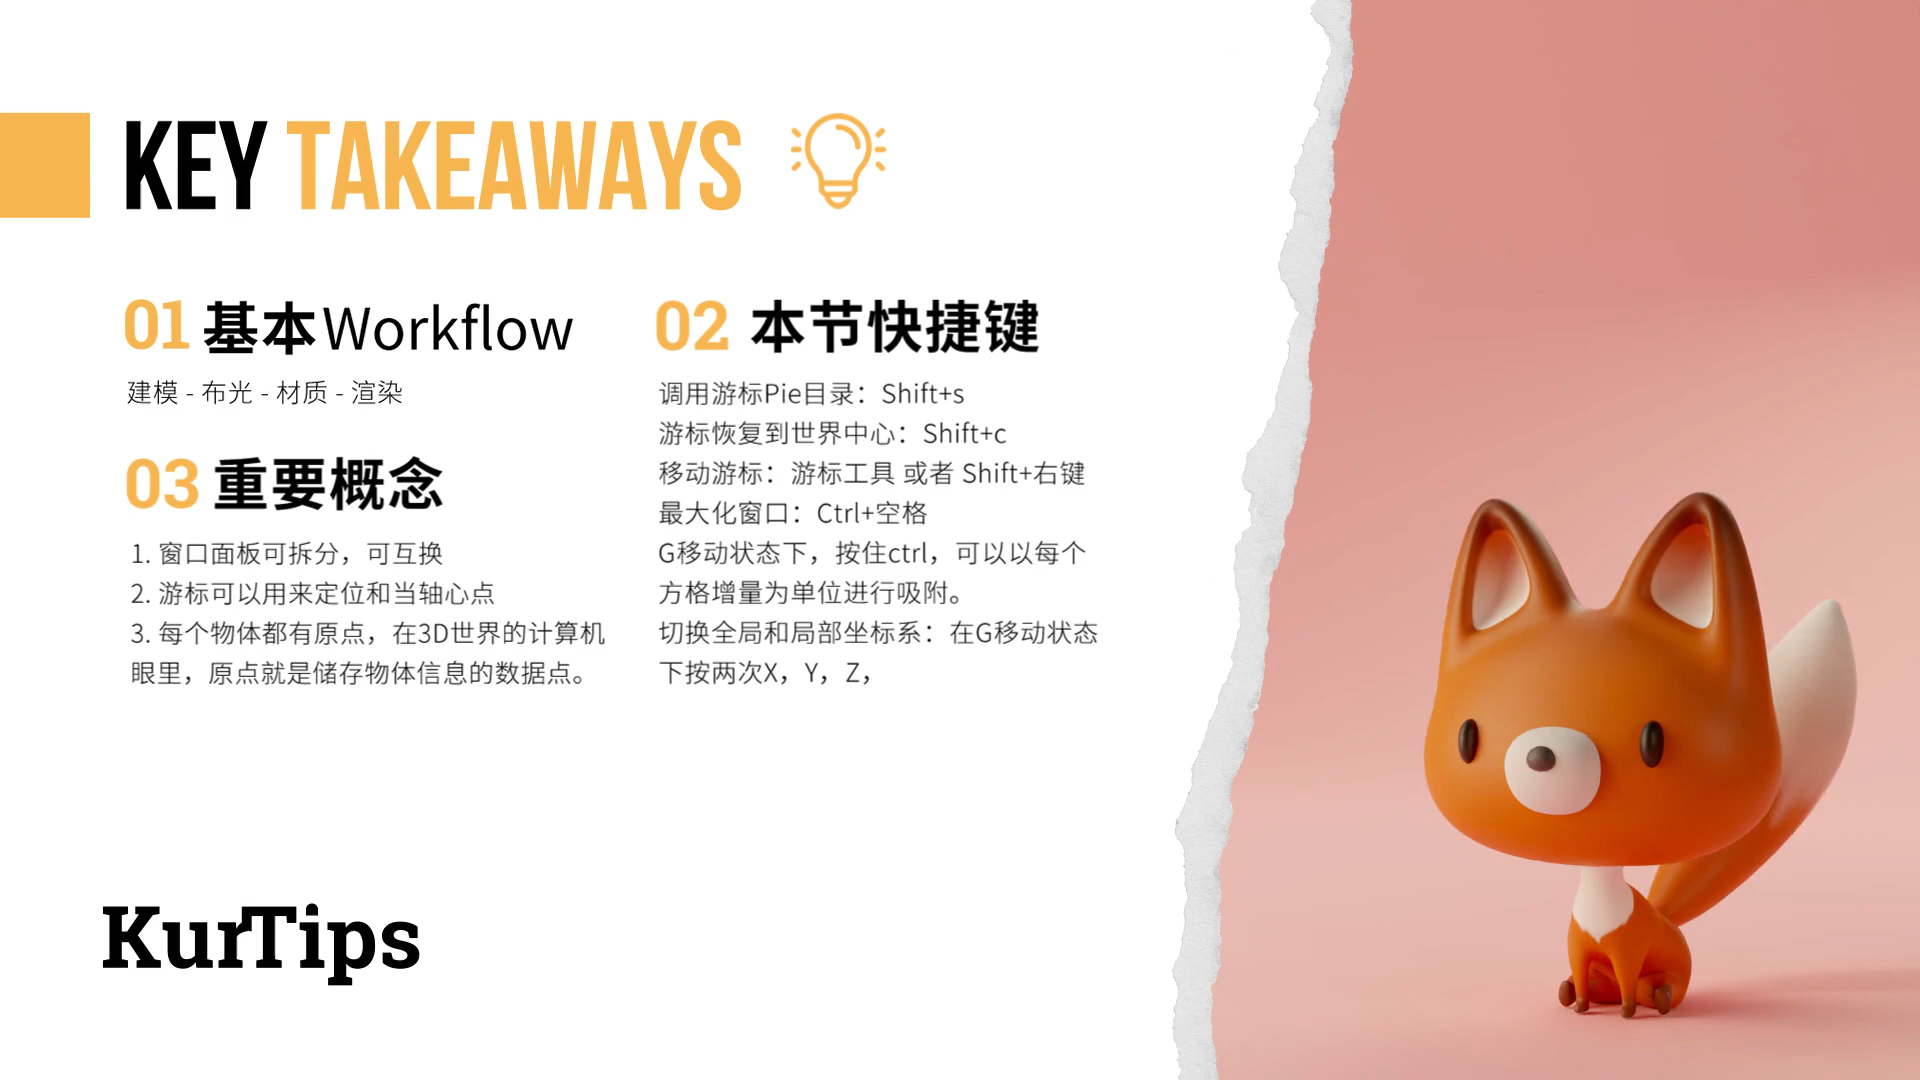 KEY TAKEAWAYS
01 基本Workflow
建模 - 布光 - 材质 - 渲染
03 重要概念
1. 窗口面板可拆分，可互换
2. 游标可以用来定位和当轴心点
3. 每个物体都有原点，在3D世界的计算机
眼里，原点就是储存物体信息的数据点。
02 本节快捷键
调用游标Pie目录：Shift+s
游标恢复到世界中心：Shift+c
移动游标：游标工具 或者 Shift+右键
最大化窗口：Ctrl+空格
G移动状态下，按住ctrl，可以以每个
方格增量为单位进行吸附。
切换全局和局部坐标系：在G移动状态
下按两次X，Y，Z，
KurTips